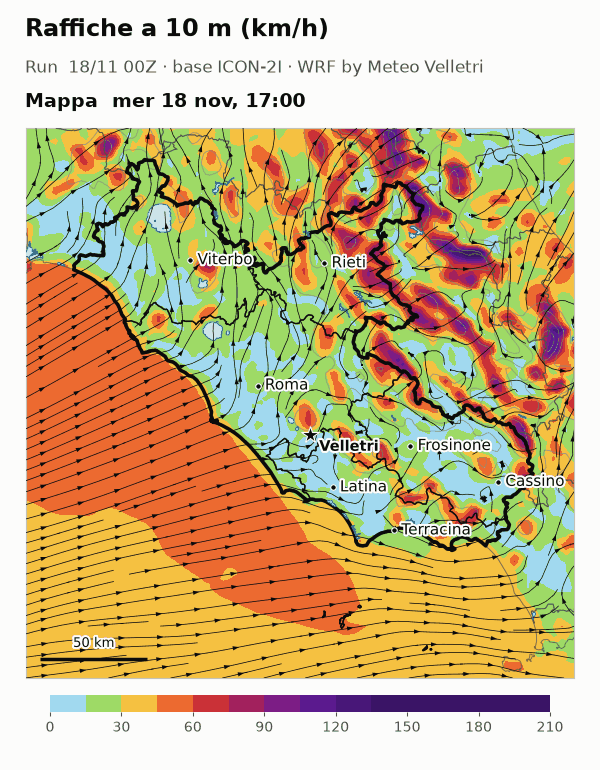 Raffiche a 10 m (km/h)
Run  18/11 00Z · base ICON-2I · WRF by Meteo Velletri
Mappa  mer 18 nov, 17:00
Viterbo
Rieti
Roma
Velletri
Frosinone
Latina
Cassino
Terracina
50 km
0 30 60 90 120 150 180 210